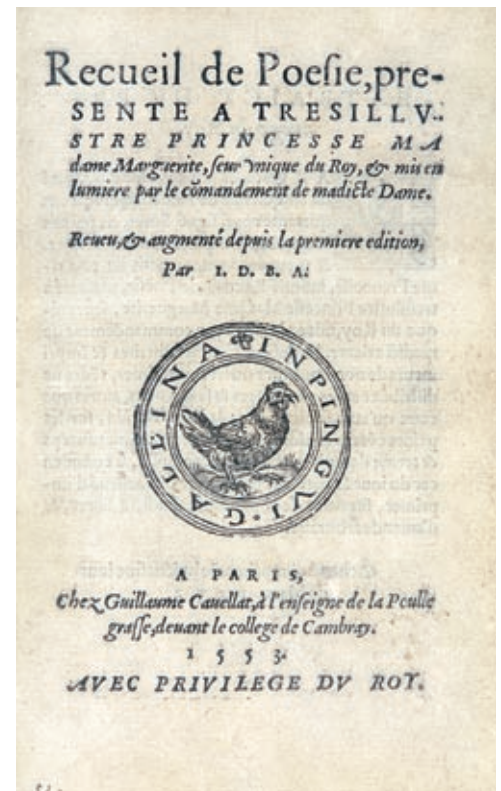 Recueil de Poesie, pre-
SENTE A TRESILLV-
STRE PRINCESSE MA
dame Marguerite, seur vnique du Roy, & mis en
lumiere par le cõmandement de madicte Dame.
Reueu, & augmenté depuis la premiere edition,
Par I. D. B. A.
IN PINGVI GALLINA
A PARIS,
Chez Guillaume Cauellat, à l'enseigne de la Poulle
grasse, deuant le college de Cambray.
1553.
AVEC PRIVILEGE DV ROY.